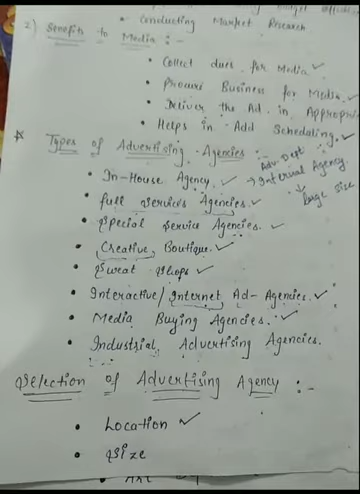 Conducting Market Research
2) Benefits to Media :-
• Collect dues for Media ✓
• Procure Business for Media ✓
• Deliver the Ad. in Appropri
• Helps in Add Scheduling. ✓
* Types of Advertising Agencies :
Adv. Dept
• In-House Agency. ✓ → Internal Agency
↓
Large Size
• full Services Agencies. ✓
• Special Service Agencies. ✓
• Creative Boutique. ✓
• Sweat Shops ✓
• Interactive/Internet Ad-Agencies. ✓
• Media Buying Agencies. ✓
• Industrial Advertising Agencies.
Selection of Advertising Agency :-
• Location ✓
• Size